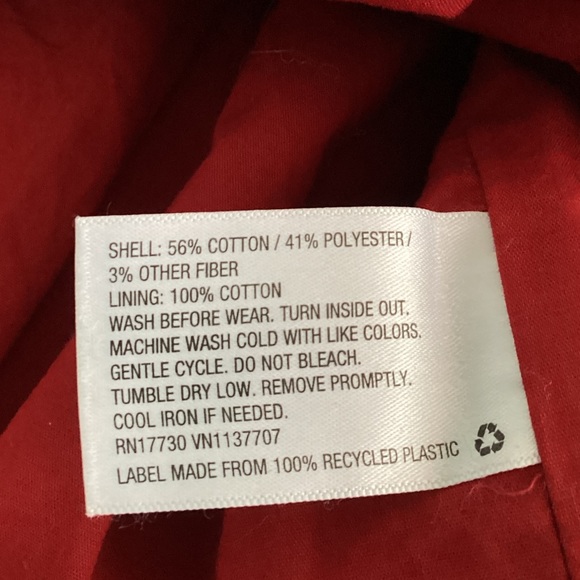 SHELL: 56% COTTON / 41% POLYESTER /
3% OTHER FIBER
LINING: 100% COTTON
WASH BEFORE WEAR. TURN INSIDE OUT.
MACHINE WASH COLD WITH LIKE COLORS.
GENTLE CYCLE. DO NOT BLEACH.
TUMBLE DRY LOW. REMOVE PROMPTLY.
COOL IRON IF NEEDED.
RN17730 VN1137707
LABEL MADE FROM 100% RECYCLED PLASTIC